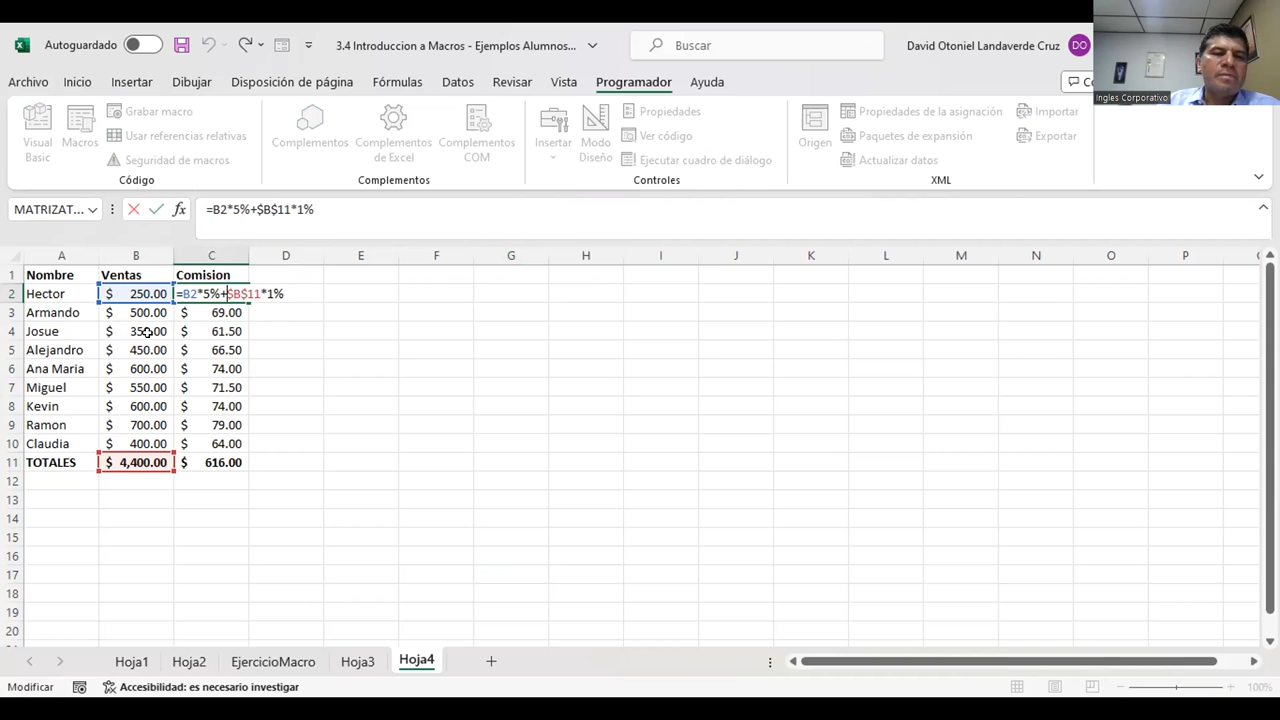 Autoguardado
3.4 Introduccion a Macros - Ejemplos Alumnos...
Buscar
David Otoniel Landaverde Cruz
DO
Ingles Corporativo
Archivo Inicio Insertar Dibujar Disposición de página Fórmulas Datos Revisar Vista Programador Ayuda
Visual Basic
Macros
Grabar macro
Usar referencias relativas
Seguridad de macros
Código
Complementos
Complementos de Excel
Complementos COM
Complementos
Insertar
Modo Diseño
Propiedades
Ver código
Ejecutar cuadro de diálogo
Controles
Origen
Propiedades de la asignación
Paquetes de expansión
Actualizar datos
Importar
Exportar
XML
MATRIZAT...
fx
=B2*5%+$B$11*1%
A B C D E F G H I J K L M N O P Q R
1 Nombre Ventas Comision
2 Hector $ 250.00 =B2*5%+$B$11*1%
3 Armando $ 500.00 $ 69.00
4 Josue $ 350.00 $ 61.50
5 Alejandro $ 450.00 $ 66.50
6 Ana Maria $ 600.00 $ 74.00
7 Miguel $ 550.00 $ 71.50
8 Kevin $ 600.00 $ 74.00
9 Ramon $ 700.00 $ 79.00
10 Claudia $ 400.00 $ 64.00
11 TOTALES $ 4,400.00 $ 616.00
12
13
14
15
16
17
18
19
20
Hoja1 Hoja2 EjercicioMacro Hoja3 Hoja4
Modificar
Accesibilidad: es necesario investigar
100%